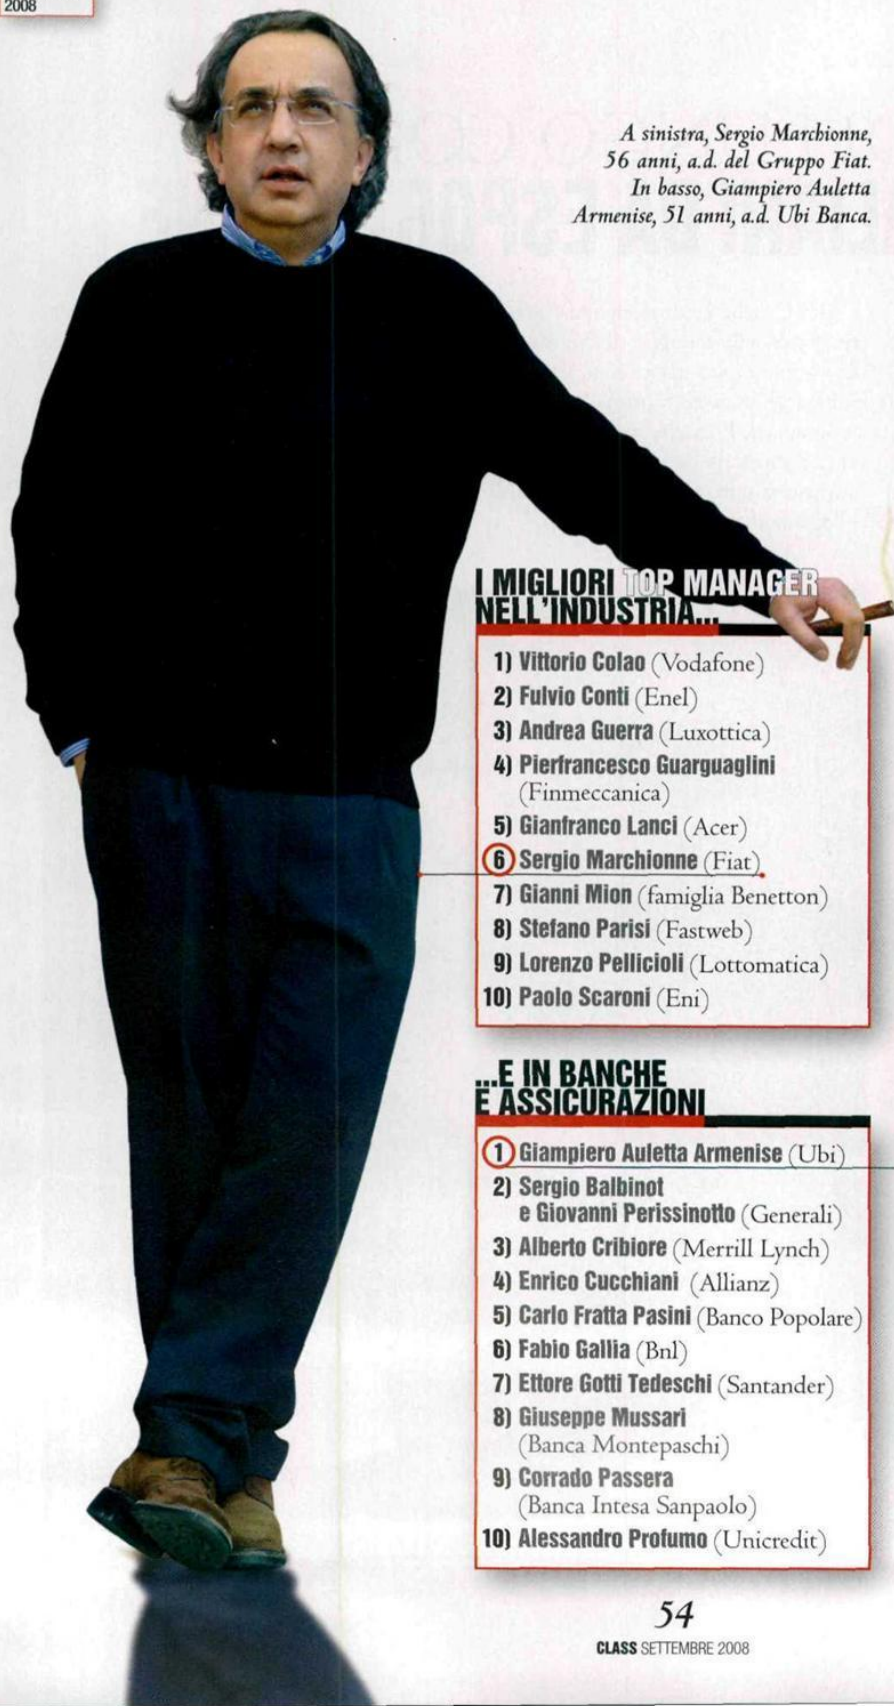 2008
A sinistra, Sergio Marchionne,
56 anni, a.d. del Gruppo Fiat.
In basso, Giampiero Auletta
Armenise, 51 anni, a.d. Ubi Banca.
I MIGLIORI TOP MANAGER
NELL'INDUSTRIA...
1) Vittorio Colao (Vodafone)
2) Fulvio Conti (Enel)
3) Andrea Guerra (Luxottica)
4) Pierfrancesco Guarguaglini
(Finmeccanica)
5) Gianfranco Lanci (Acer)
6 Sergio Marchionne (Fiat)
7) Gianni Mion (famiglia Benetton)
8) Stefano Parisi (Fastweb)
9) Lorenzo Pellicioli (Lottomatica)
10) Paolo Scaroni (Eni)
...E IN BANCHE
E ASSICURAZIONI
1 Giampiero Auletta Armenise (Ubi)
2) Sergio Balbinot
e Giovanni Perissinotto (Generali)
3) Alberto Cribiore (Merrill Lynch)
4) Enrico Cucchiani (Allianz)
5) Carlo Fratta Pasini (Banco Popolare)
6) Fabio Gallia (Bnl)
7) Ettore Gotti Tedeschi (Santander)
8) Giuseppe Mussari
(Banca Montepaschi)
9) Corrado Passera
(Banca Intesa Sanpaolo)
10) Alessandro Profumo (Unicredit)
54
CLASS SETTEMBRE 2008